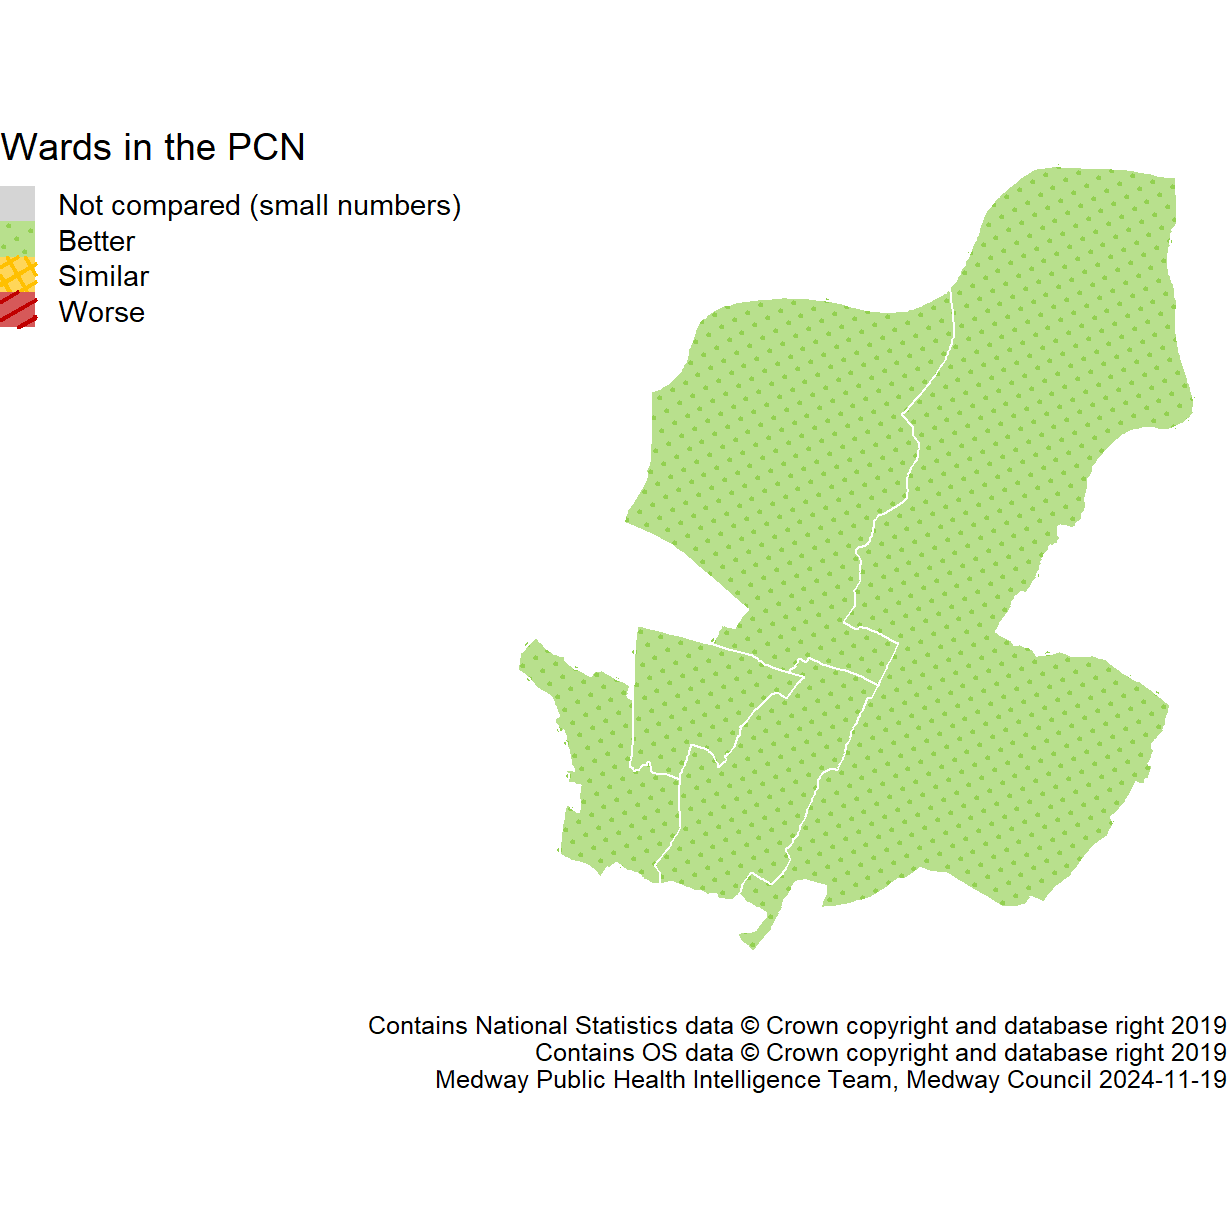 Wards in the PCN
Not compared (small numbers)
Better
Similar
Worse
Contains National Statistics data © Crown copyright and database right 2019
Contains OS data © Crown copyright and database right 2019
Medway Public Health Intelligence Team, Medway Council 2024-11-19